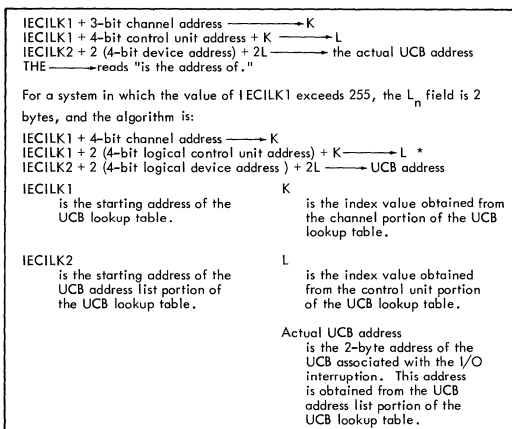 IECILK1 + 3-bit channel address ⟶ K
IECILK1 + 4-bit control unit address + K ⟶ L
IECILK2 + 2 (4-bit device address) + 2L ⟶ the actual UCB address
THE ⟶ reads "is the address of."
For a system in which the value of IECILK1 exceeds 255, the Lₙ field is 2
bytes, and the algorithm is:
IECILK1 + 4-bit channel address ⟶ K
IECILK1 + 2 (4-bit logical control unit address) + K ⟶ L *
IECILK2 + 2 (4-bit logical device address ) + 2L ⟶ UCB address
IECILK1
is the starting address of the
UCB lookup table.
K
is the index value obtained from
the channel portion of the UCB
lookup table.
IECILK2
is the starting address of the
UCB address list portion of
the UCB lookup table.
L
is the index value obtained
from the control unit portion
of the UCB lookup table.
Actual UCB address
is the 2-byte address of the
UCB associated with the I/O
interruption. This address
is obtained from the UCB
address list portion of the
UCB lookup table.